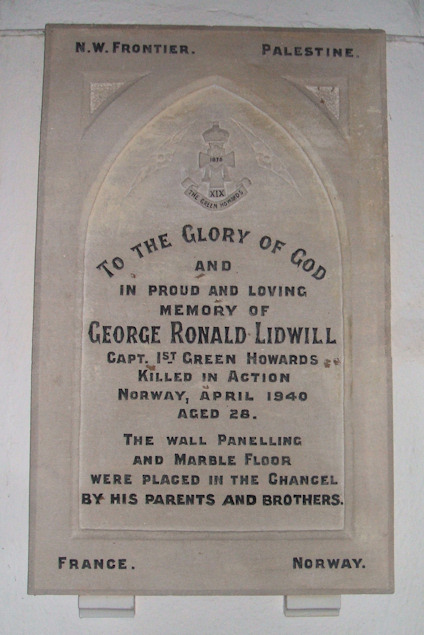 N.W. FRONTIER. PALESTINE.
1875
XIX
THE GREEN HOWARDS
TO THE GLORY OF GOD
AND
IN PROUD AND LOVING
MEMORY OF
GEORGE RONALD LIDWILL
CAPT. 1ST GREEN HOWARDS
KILLED IN ACTION
NORWAY, APRIL 1940
AGED 28.
THE WALL PANELLING
AND MARBLE FLOOR
WERE PLACED IN THE CHANCEL
BY HIS PARENTS AND BROTHERS.
FRANCE. NORWAY.